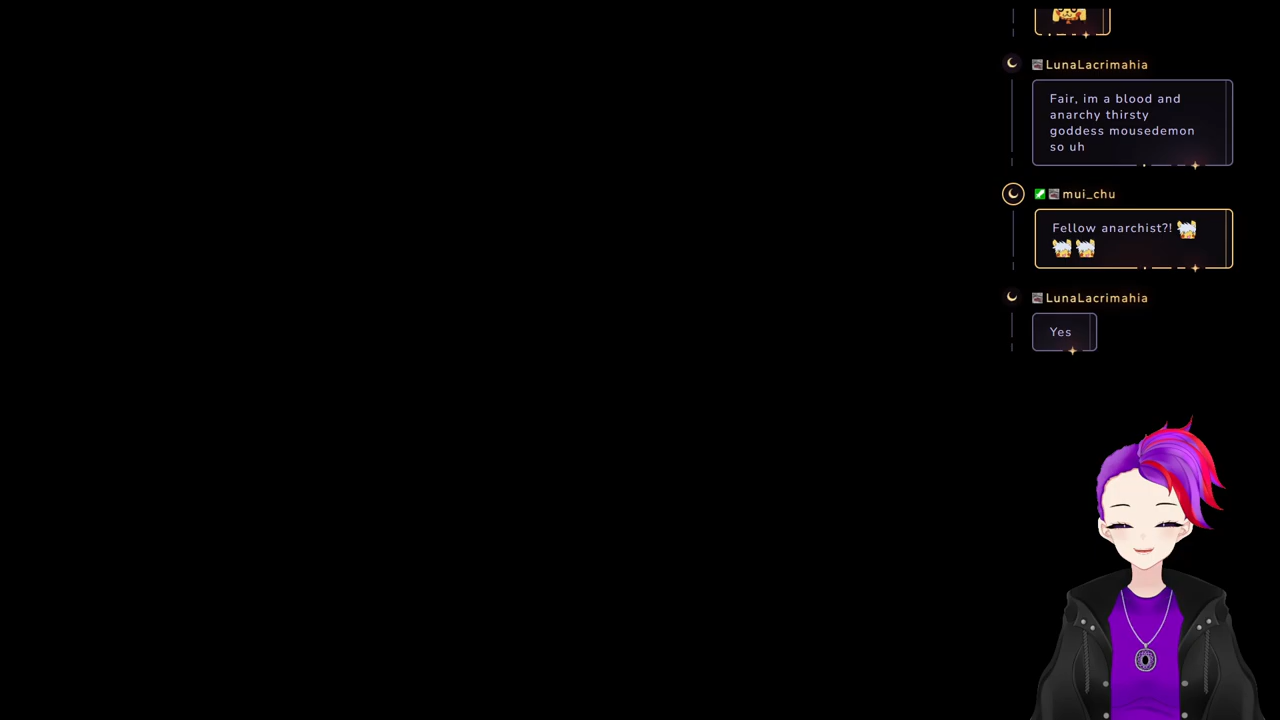 LunaLacrimahia
Fair, im a blood and
anarchy thirsty
goddess mousedemon
so uh
mui_chu
Fellow anarchist?!
LunaLacrimahia
Yes